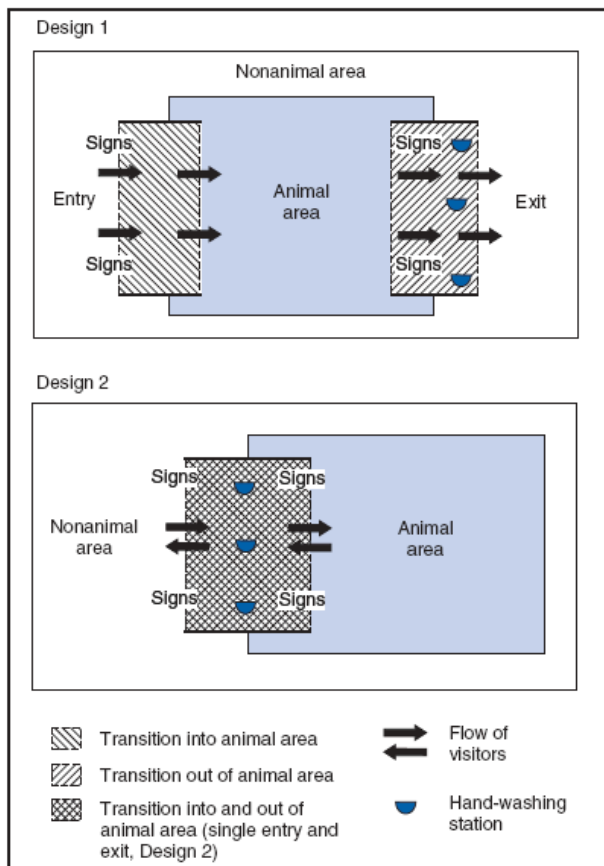 Design 1
Nonanimal area
Signs
Signs
Entry
Animal
area
Exit
Signs
Signs
Design 2
Signs
Signs
Nonanimal
area
Animal
area
Signs
Signs
Transition into animal area
Transition out of animal area
Transition into and out of
animal area (single entry and
exit, Design 2)
Flow of
visitors
Hand-washing
station